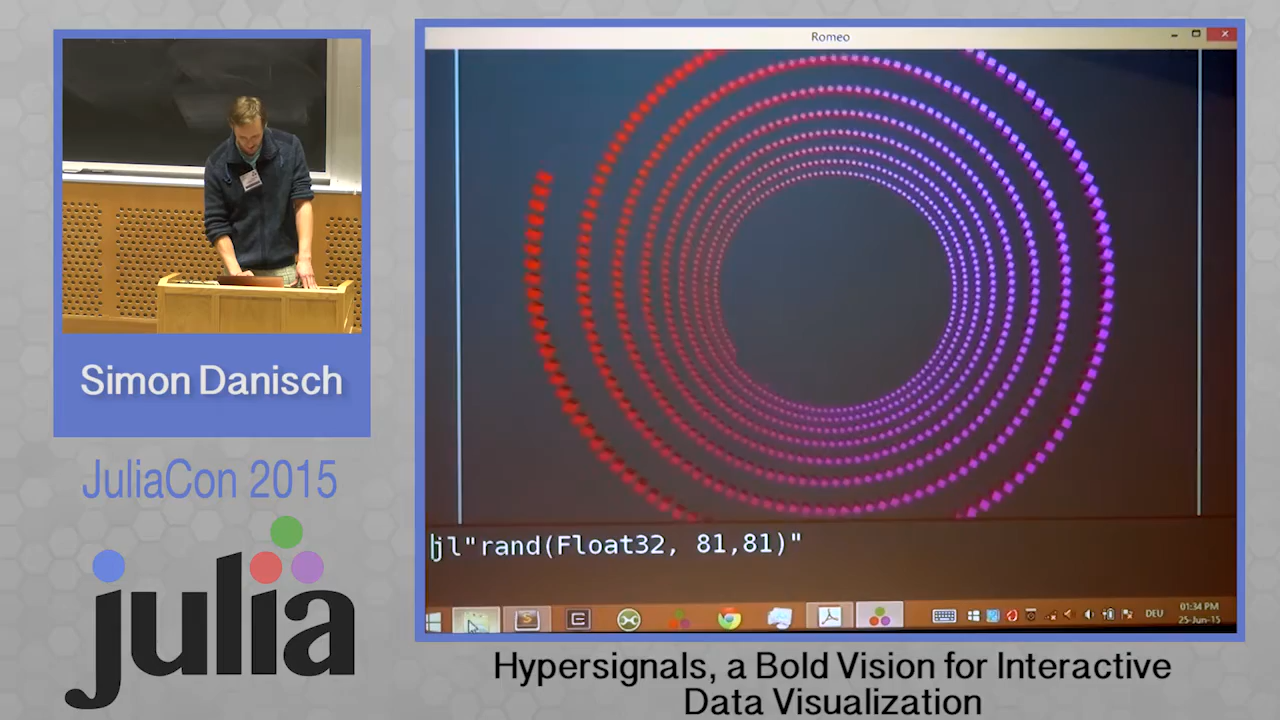 Romeo
jl"rand(Float32, 81,81)"
DEU
01:34 PM
25-Jun-15
Simon Danisch
JuliaCon 2015
julia
Hypersignals, a Bold Vision for Interactive
Data Visualization